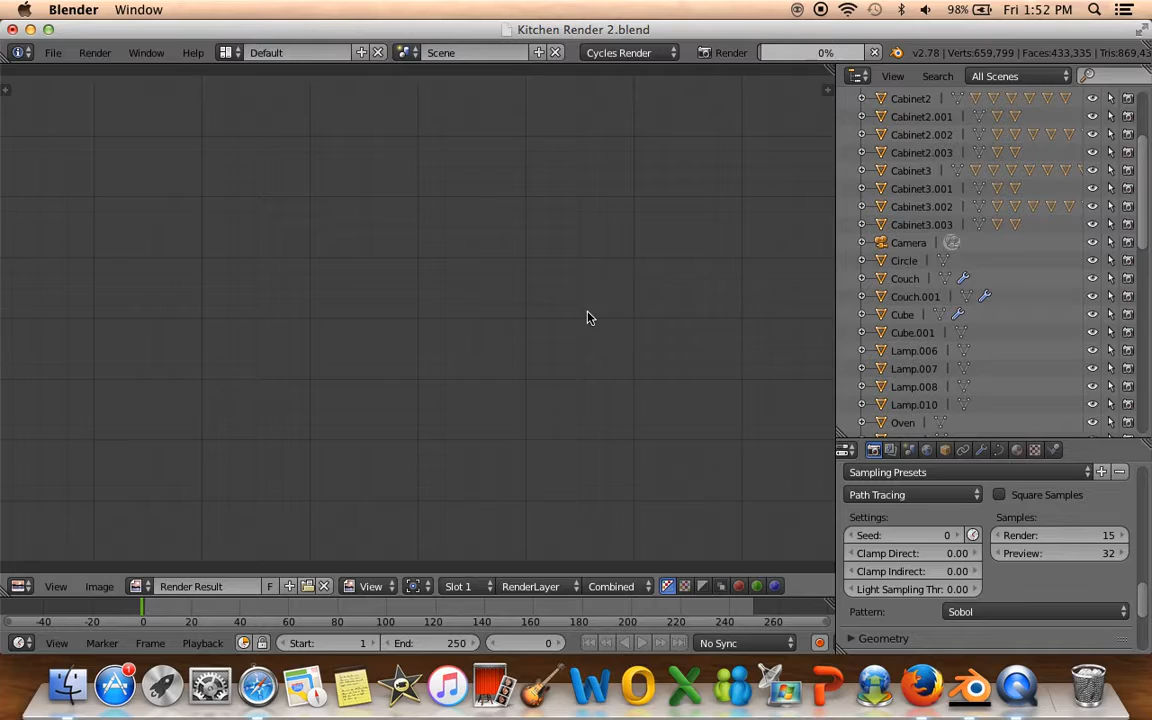 Blender Window 98% Fri 1:52 PM
Kitchen Render 2.blend
File Render Window Help Default Scene Cycles Render Render 0% v2.78 | Verts:659,799 | Faces:433,335 | Tris:869,43
View Search All Scenes
Cabinet2
Cabinet2.001
Cabinet2.002
Cabinet2.003
Cabinet3
Cabinet3.001
Cabinet3.002
Cabinet3.003
Camera
Circle
Couch
Couch.001
Cube
Cube.001
Lamp.006
Lamp.007
Lamp.008
Lamp.010
Oven
Sampling Presets
Path Tracing Square Samples
Settings: Samples:
Seed: 0 Render: 15
Clamp Direct: 0.00 Preview: 32
Clamp Indirect: 0.00
Light Sampling Thr: 0.00
Pattern: Sobol
Geometry
View Image Render Result F View Slot 1 RenderLayer Combined
-40 -20 0 20 40 60 80 100 120 140 160 180 200 220 240 260
View Marker Frame Playback Start: 1 End: 250 0 No Sync
1